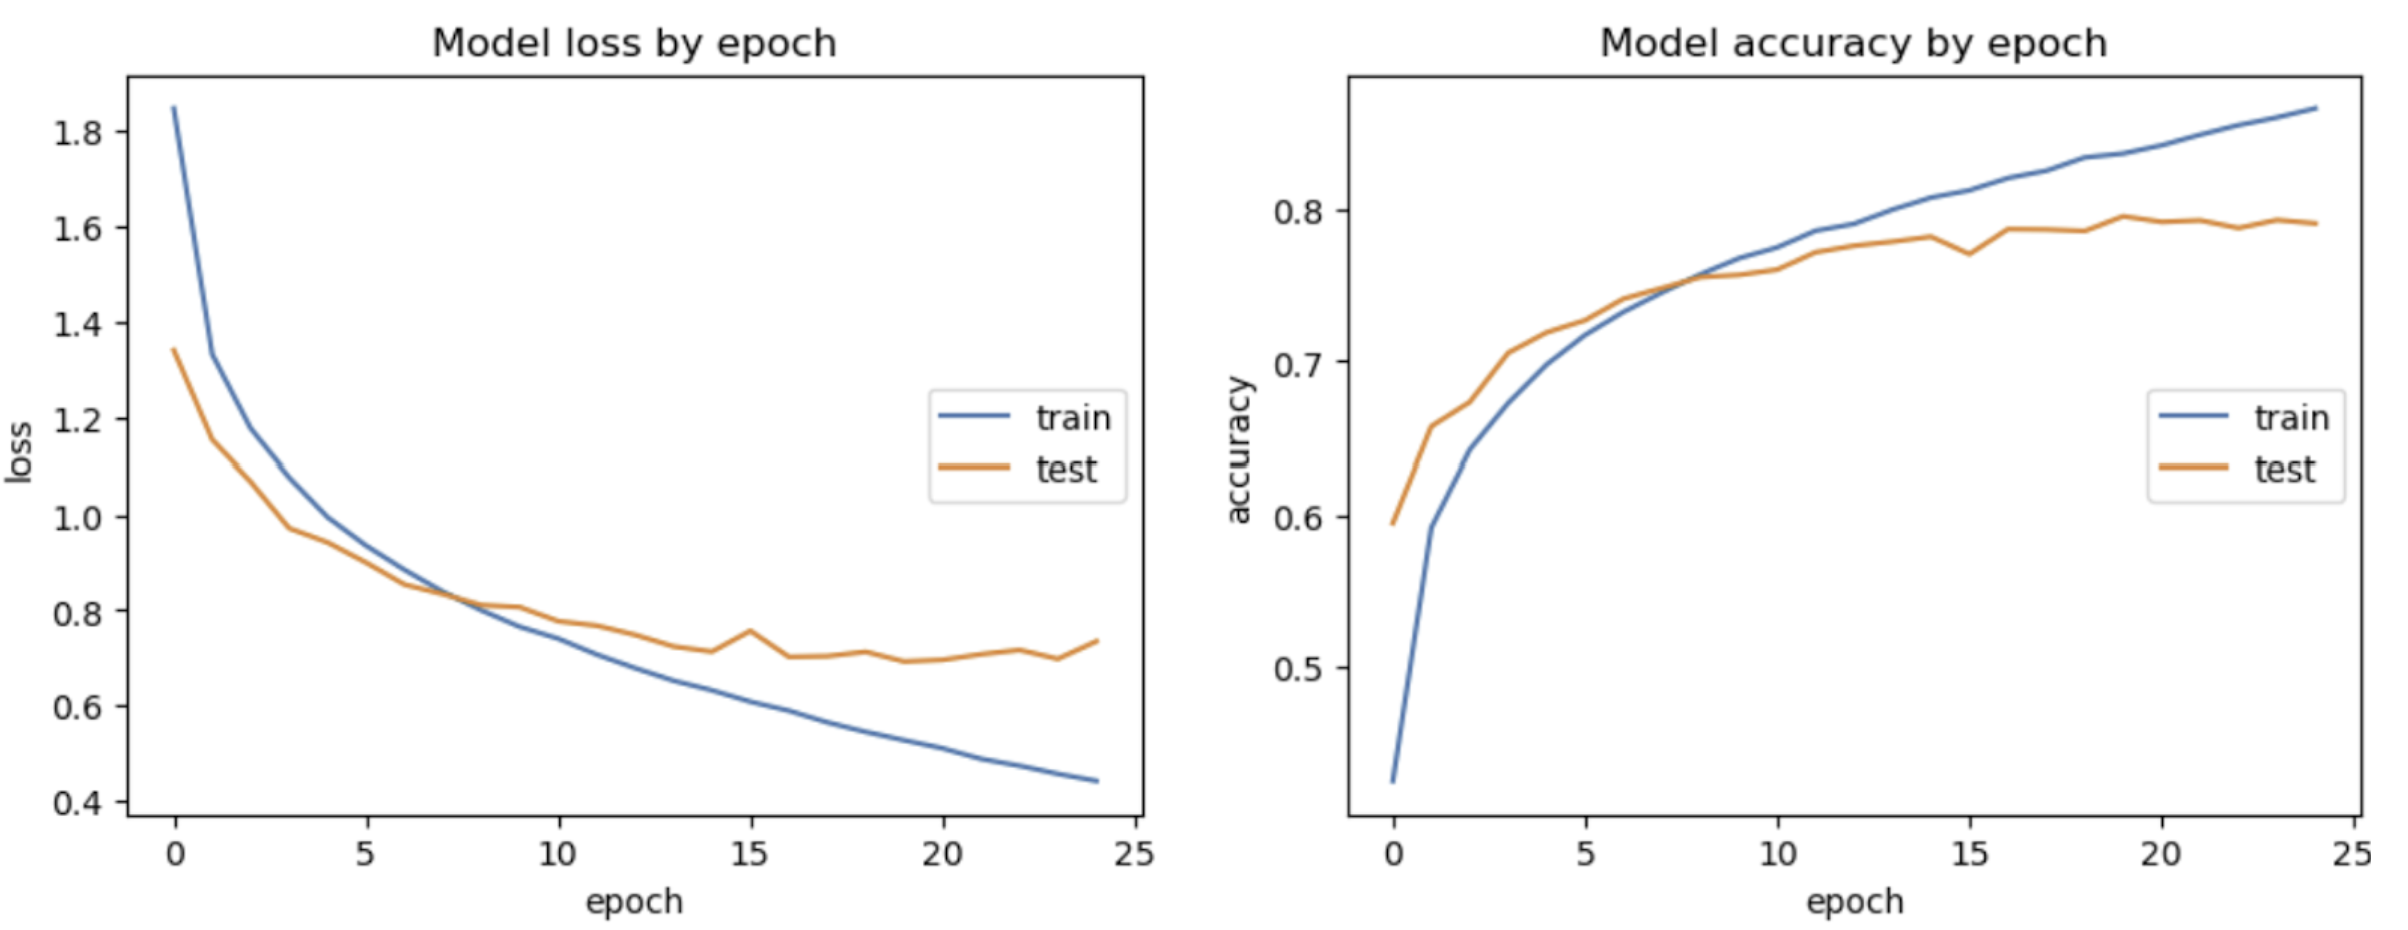 Model loss by epoch
1.8
1.6
1.4
1.2
1.0
0.8
0.6
0.4
loss
train
test
0 5 10 15 20 25
epoch
Model accuracy by epoch
0.8
0.7
0.6
0.5
accuracy
train
test
0 5 10 15 20 25
epoch